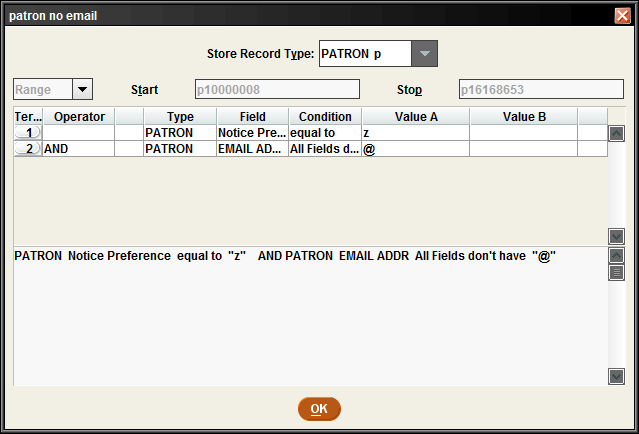 patron no email
Store Record Type: PATRON p
Range Start p10000008 Stop p16168653
Ter... Operator Type Field Condition Value A Value B
1 PATRON Notice Pre... equal to z
2 AND PATRON EMAIL AD... All Fields d... @
PATRON Notice Preference equal to "z" AND PATRON EMAIL ADDR All Fields don't have "@"
OK